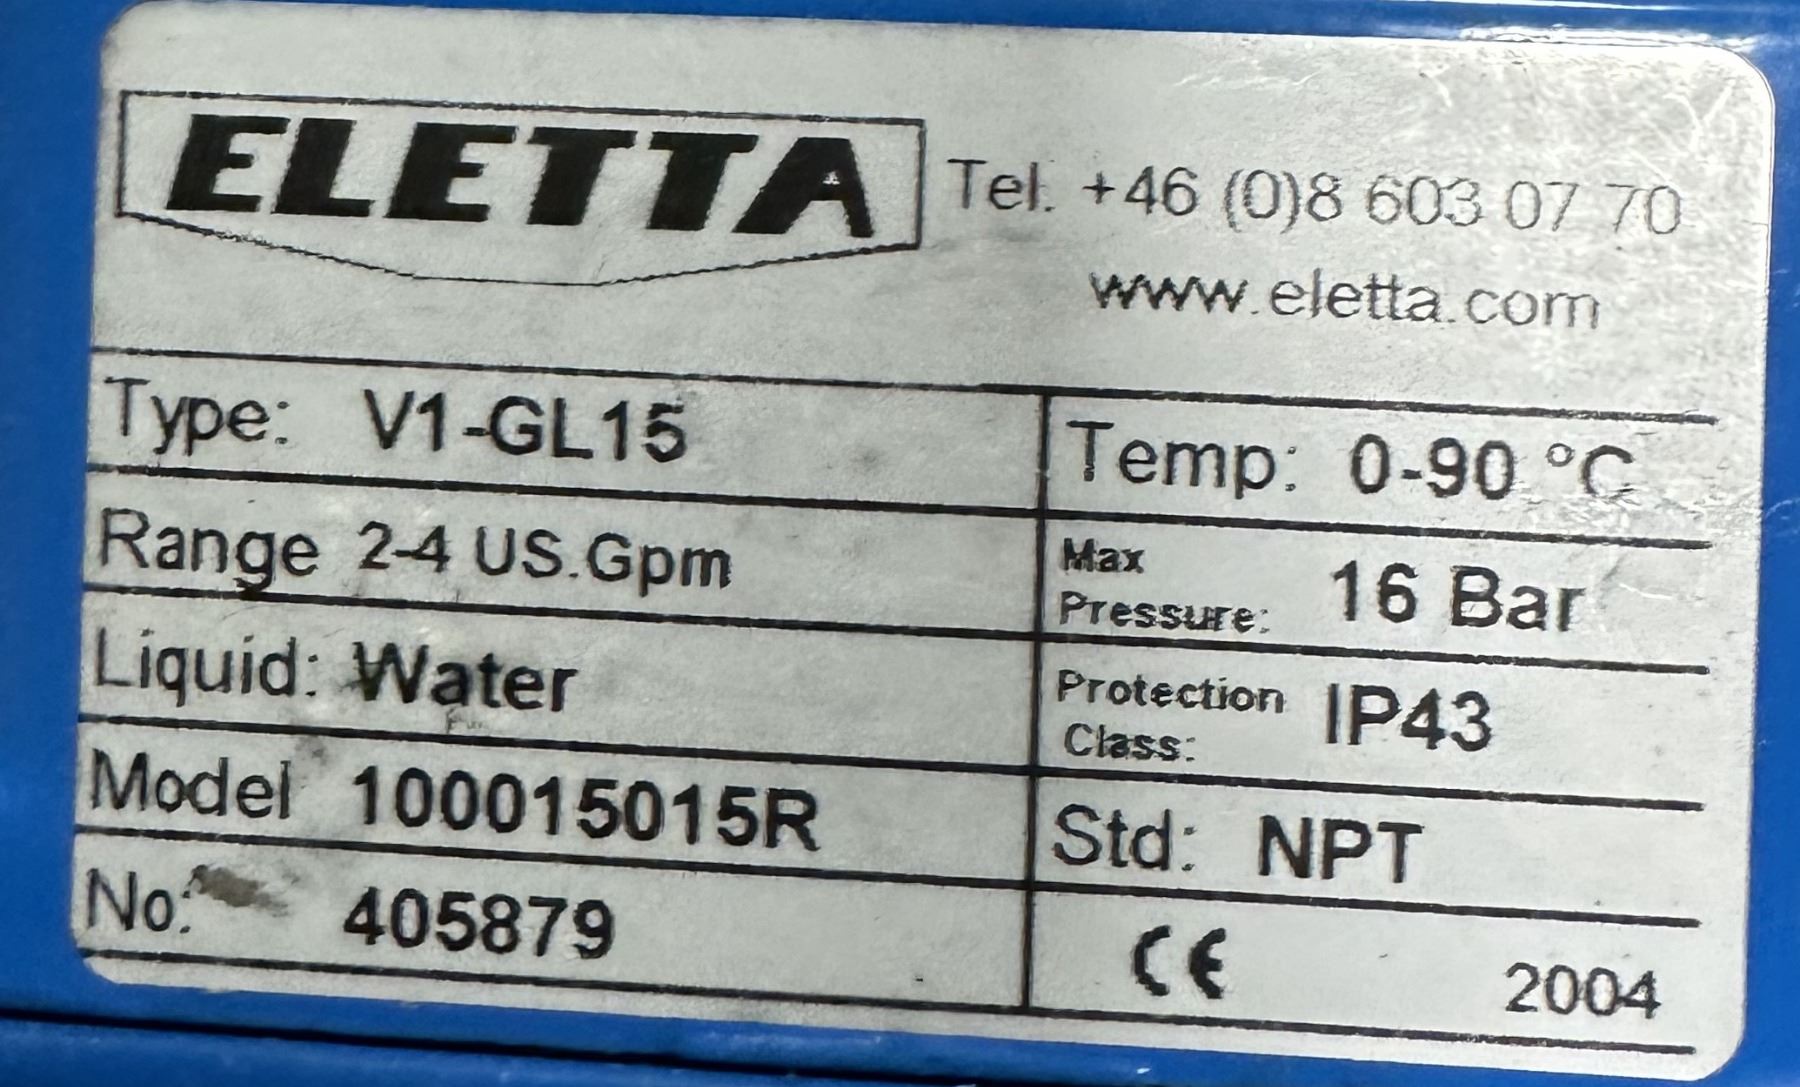 ELETTA
Tel. +46 (0)8 603 07 70
www.eletta.com
Type: V1-GL15
Temp: 0-90 °C
Range 2-4 US.Gpm
Max Pressure: 16 Bar
Liquid: Water
Protection Class: IP43
Model 100015015R
Std: NPT
No: 405879
CE 2004